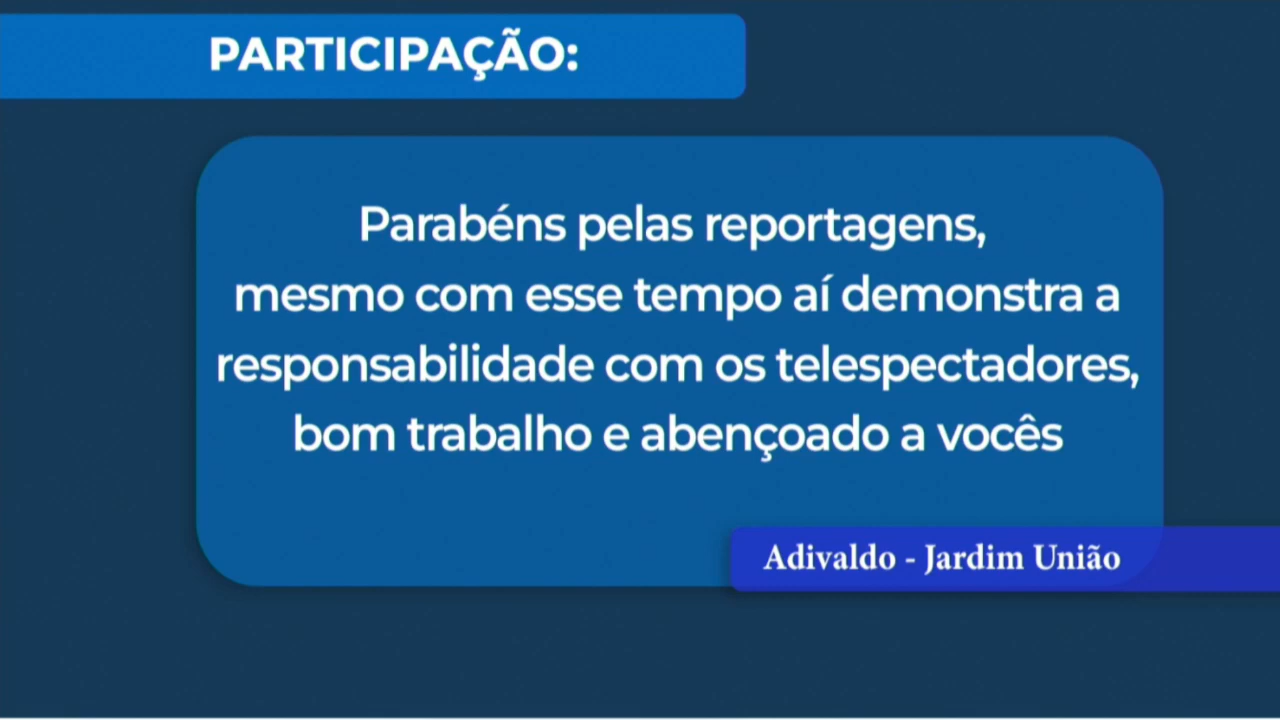 PARTICIPAÇÃO:
Parabéns pelas reportagens,
mesmo com esse tempo aí demonstra a
responsabilidade com os telespectadores,
bom trabalho e abençoado a vocês
Adivaldo - Jardim União